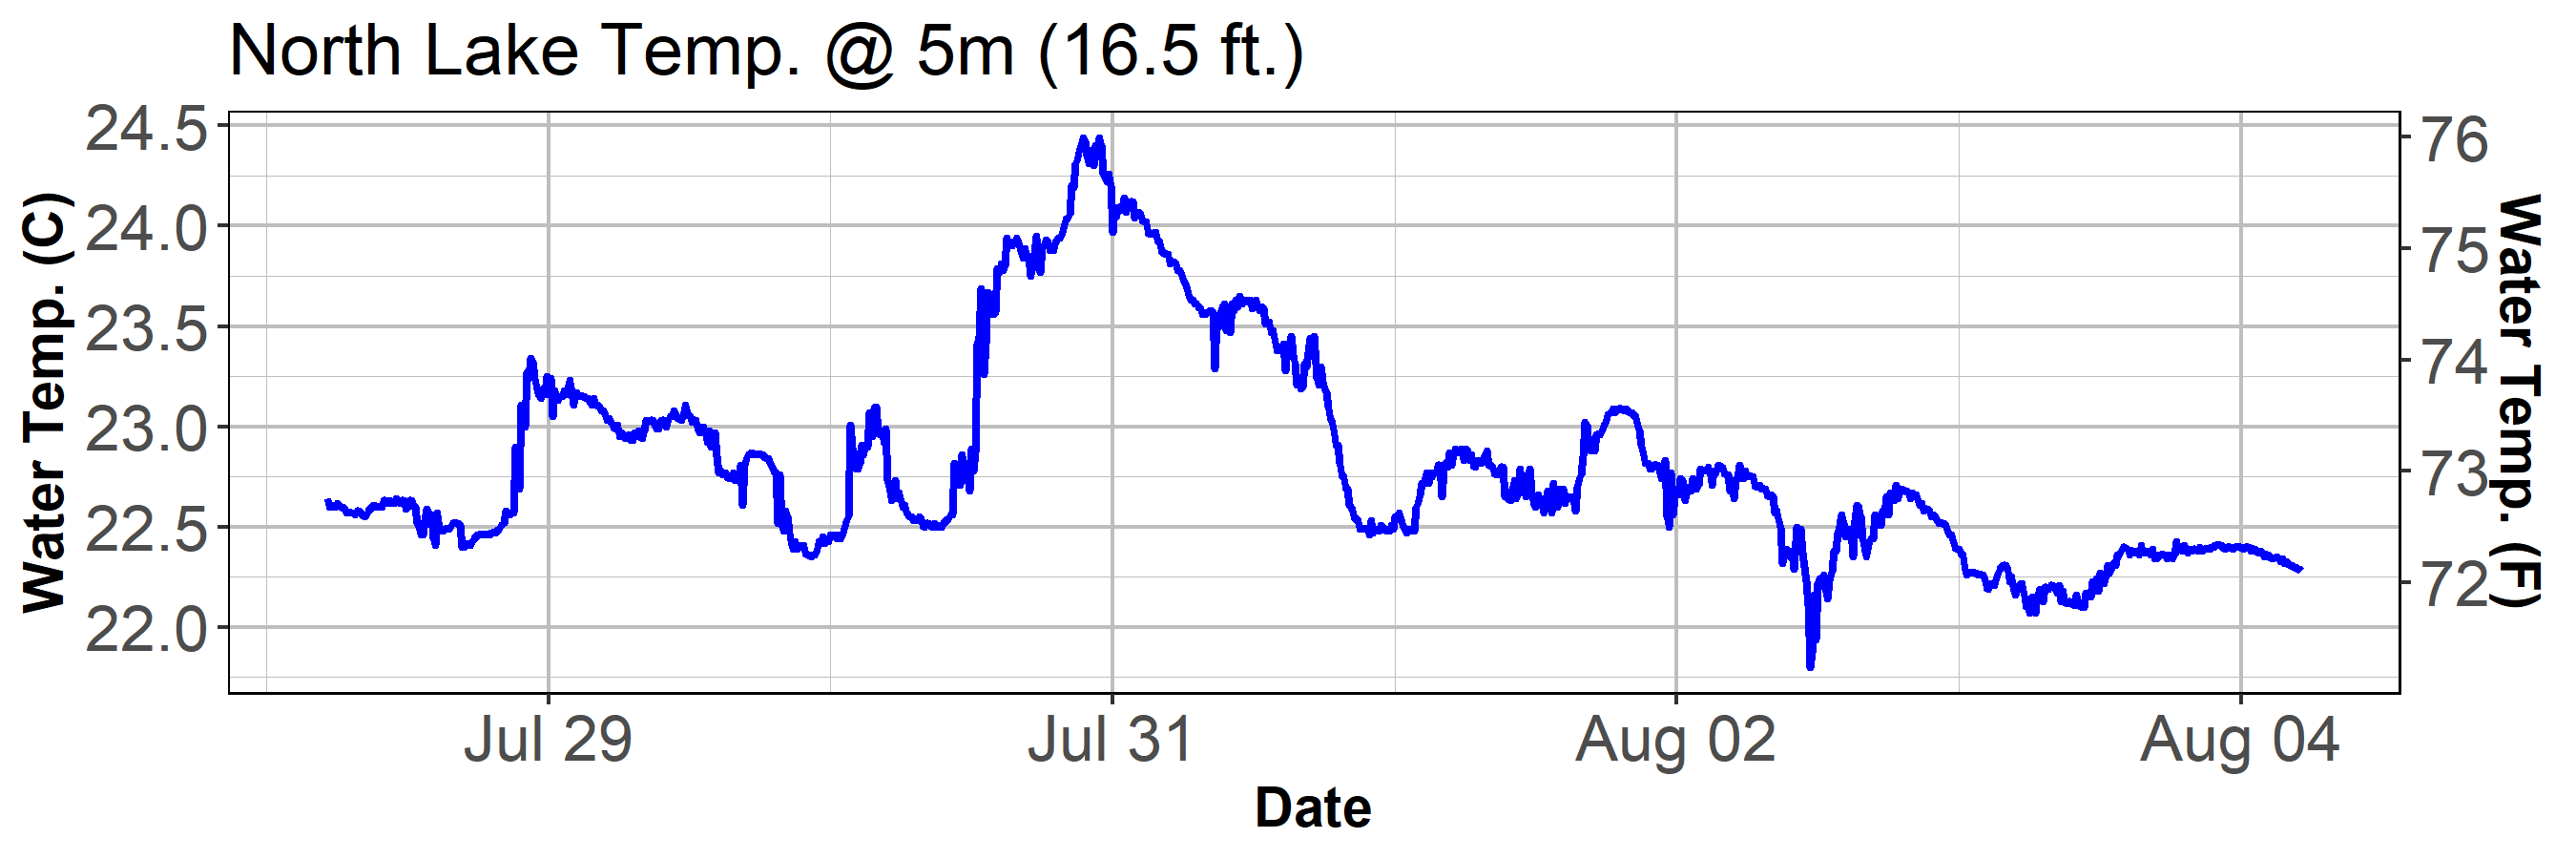 North Lake Temp. @ 5m (16.5 ft.)
24.5
24.0
23.5
23.0
22.5
22.0
Water Temp. (C)
76
75
74
73
72
Water Temp. (F)
Jul 29
Jul 31
Aug 02
Aug 04
Date